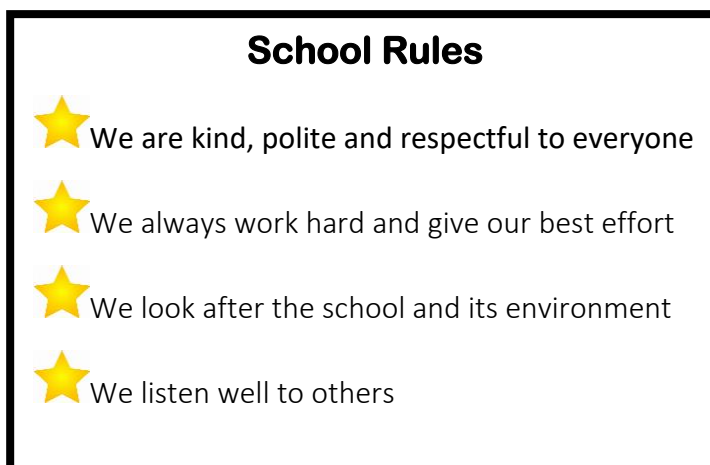 School Rules
We are kind, polite and respectful to everyone
We always work hard and give our best effort
We look after the school and its environment
We listen well to others